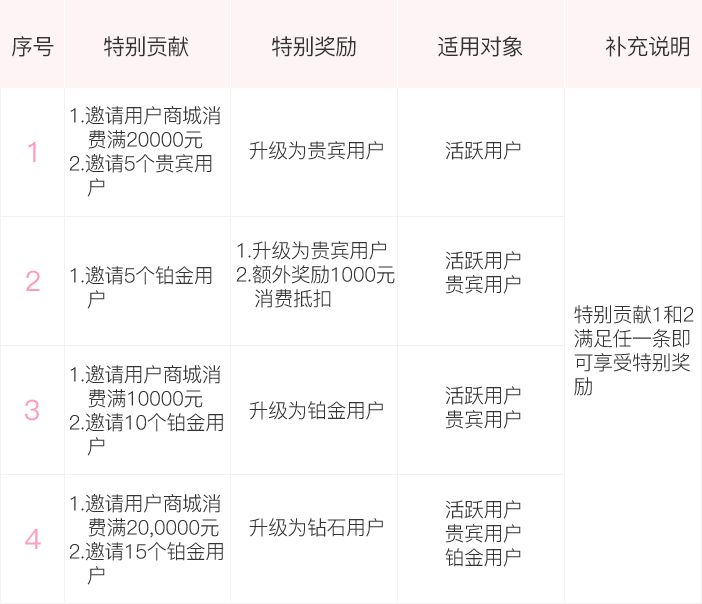 序号 特别贡献 特别奖励 适用对象 补充说明
1
1.邀请用户商城消
费满20000元
2.邀请5个贵宾用
户
升级为贵宾用户
活跃用户
2
1.邀请5个铂金用
户
1.升级为贵宾用户
2.额外奖励1000元
消费抵扣
活跃用户
贵宾用户
3
1.邀请用户商城消
费满10000元
2.邀请10个铂金用
户
升级为铂金用户
活跃用户
贵宾用户
4
1.邀请用户商城消
费满20,0000元
2.邀请15个铂金用
户
升级为钻石用户
活跃用户
贵宾用户
铂金用户
特别贡献1和2
满足任一条即
可享受特别奖
励